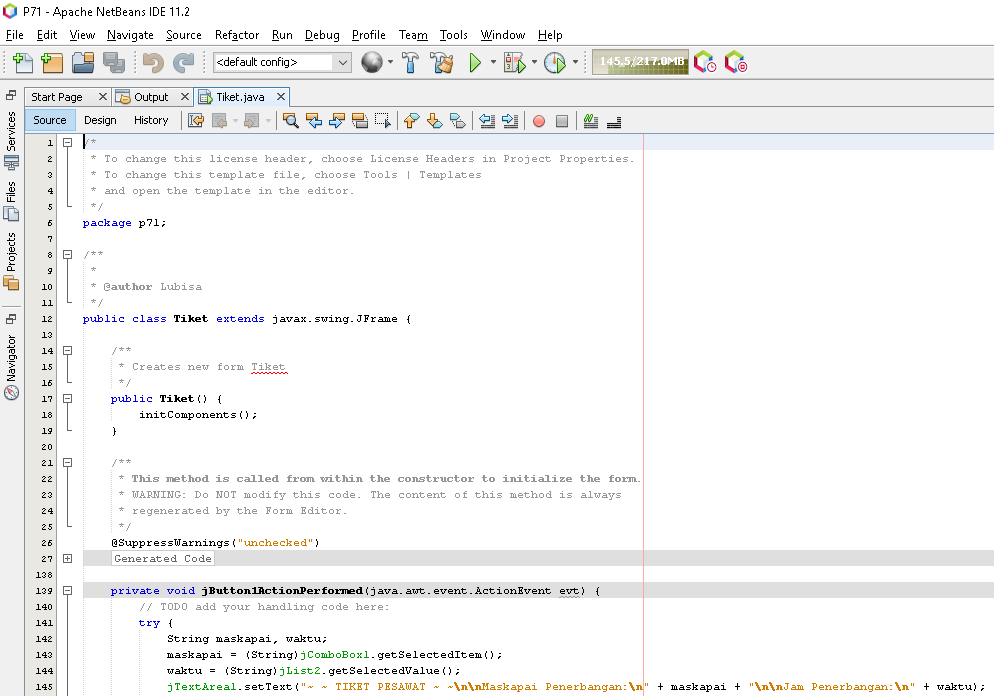 P71 - Apache NetBeans IDE 11.2
File Edit View Navigate Source Refactor Run Debug Profile Team Tools Window Help
<default config> 145.5/217.0MB
Start Page Output Tiket.java
Source Design History
Services
Files
Projects
Navigator
1 /*
2 * To change this license header, choose License Headers in Project Properties.
3 * To change this template file, choose Tools | Templates
4 * and open the template in the editor.
5 */
6 package p71;
7
8 /**
9 *
10 * @author Lubisa
11 */
12 public class Tiket extends javax.swing.JFrame {
13
14 /**
15 * Creates new form Tiket
16 */
17 public Tiket() {
18 initComponents();
19 }
20
21 /**
22 * This method is called from within the constructor to initialize the form.
23 * WARNING: Do NOT modify this code. The content of this method is always
24 * regenerated by the Form Editor.
25 */
26 @SuppressWarnings("unchecked")
27 Generated Code
138
139 private void jButton1ActionPerformed(java.awt.event.ActionEvent evt) {
140 // TODO add your handling code here:
141 try {
142 String maskapai, waktu;
143 maskapai = (String)jComboBox1.getSelectedItem();
144 waktu = (String)jList2.getSelectedValue();
145 jTextArea1.setText("~ ~ TIKET PESAWAT ~ ~\n\nMaskapai Penerbangan:\n" + maskapai + "\n\nJam Penerbangan:\n" + waktu);